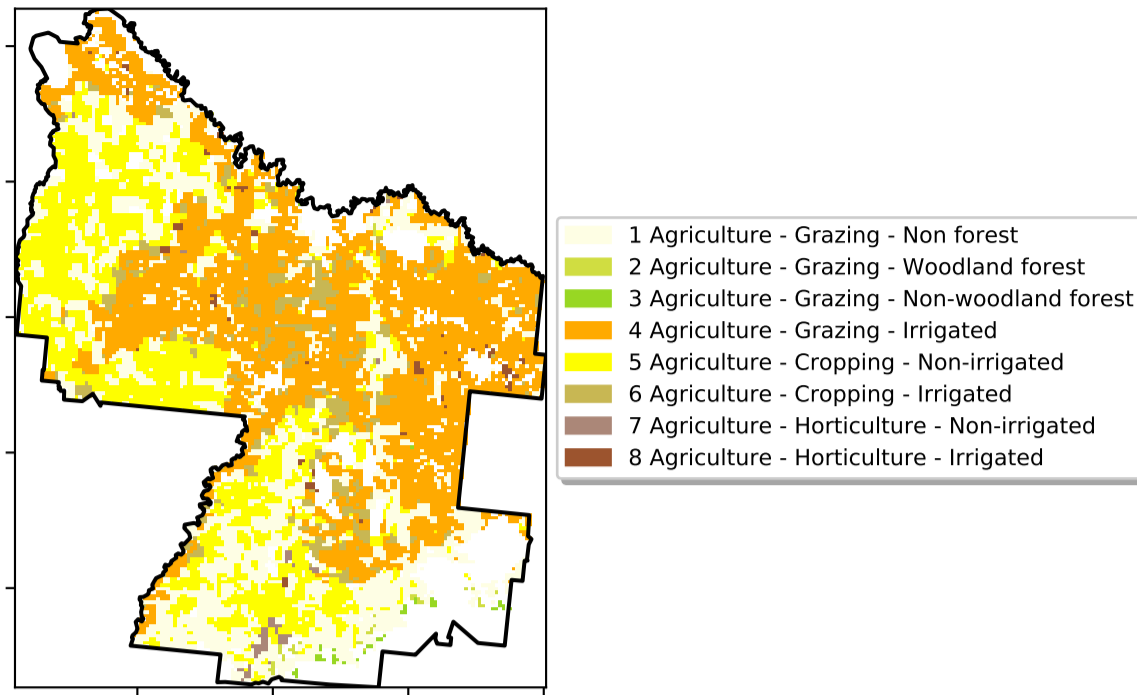 1 Agriculture - Grazing - Non forest
2 Agriculture - Grazing - Woodland forest
3 Agriculture - Grazing - Non-woodland forest
4 Agriculture - Grazing - Irrigated
5 Agriculture - Cropping - Non-irrigated
6 Agriculture - Cropping - Irrigated
7 Agriculture - Horticulture - Non-irrigated
8 Agriculture - Horticulture - Irrigated